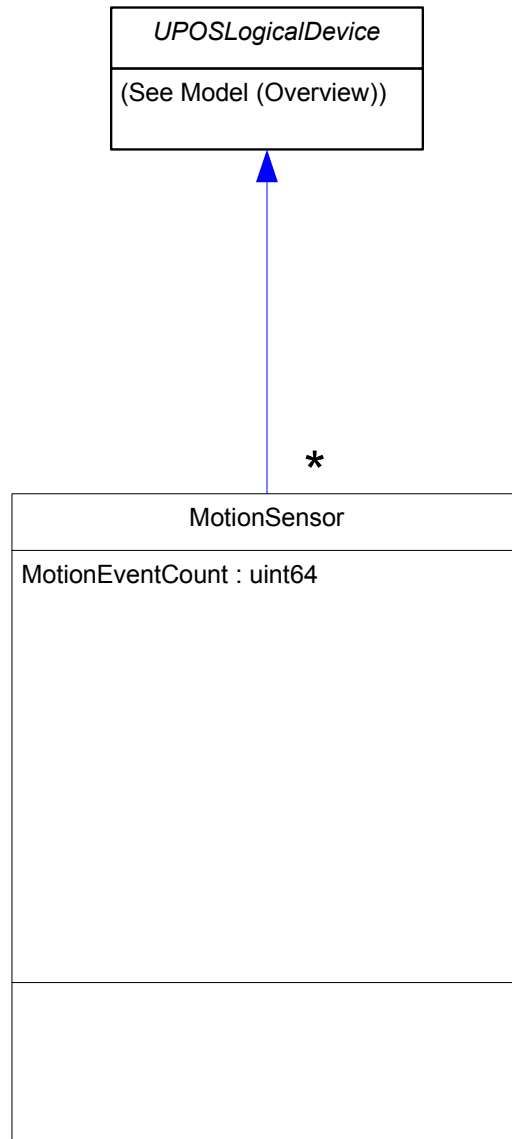 UPOSLogicalDevice
(See Model (Overview))
*
MotionSensor
MotionEventCount : uint64